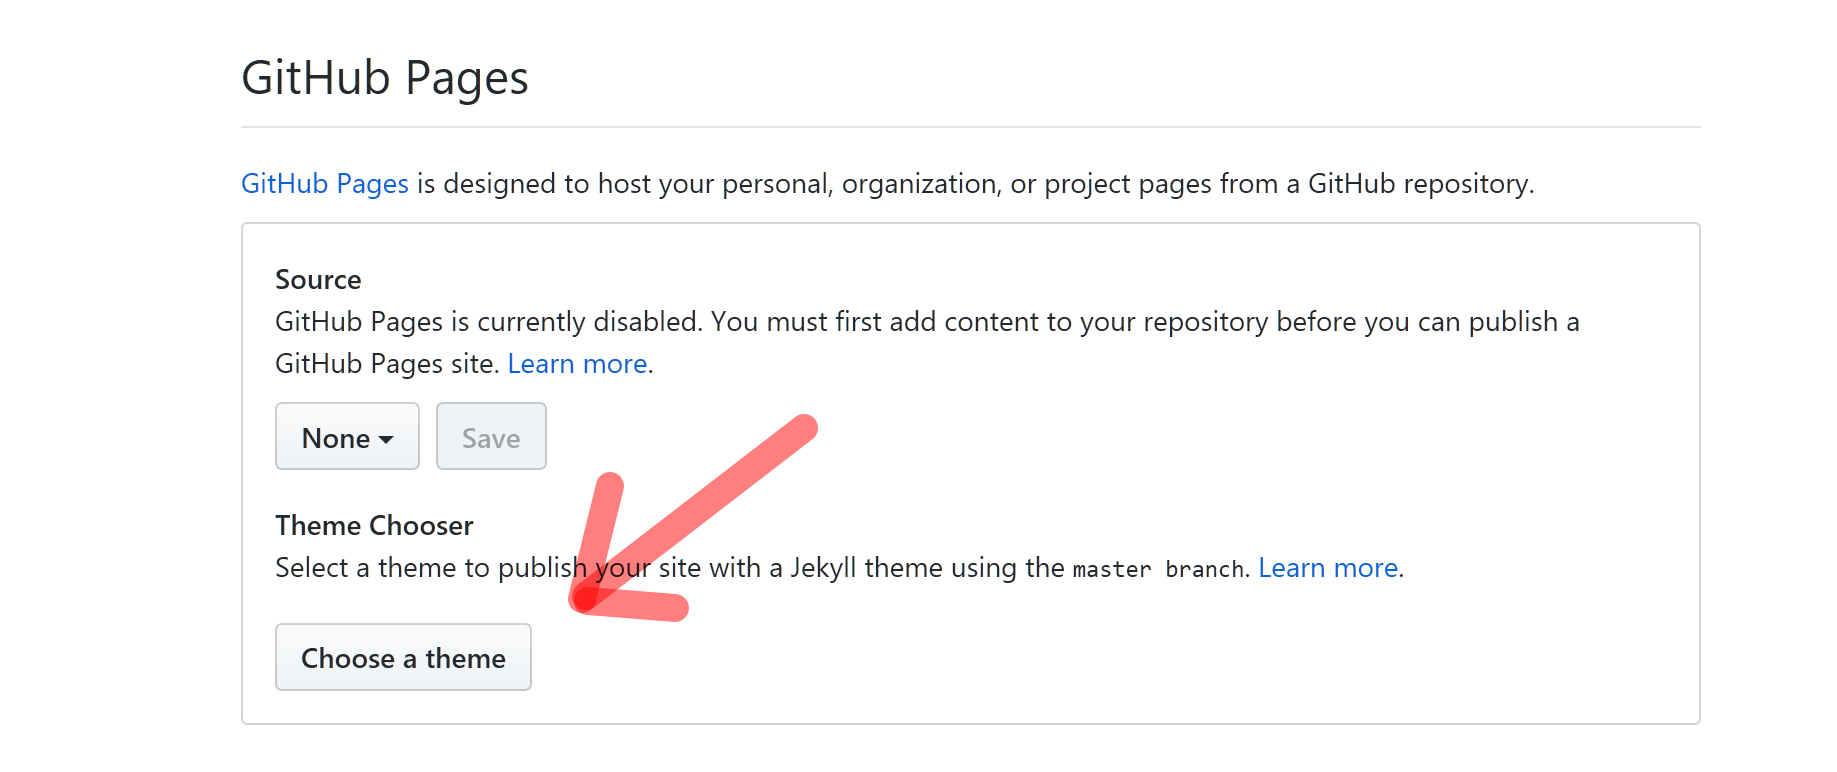 GitHub Pages
GitHub Pages is designed to host your personal, organization, or project pages from a GitHub repository.
Source
GitHub Pages is currently disabled. You must first add content to your repository before you can publish a
GitHub Pages site. Learn more.
None Save
Theme Chooser
Select a theme to publish your site with a Jekyll theme using the master branch. Learn more.
Choose a theme